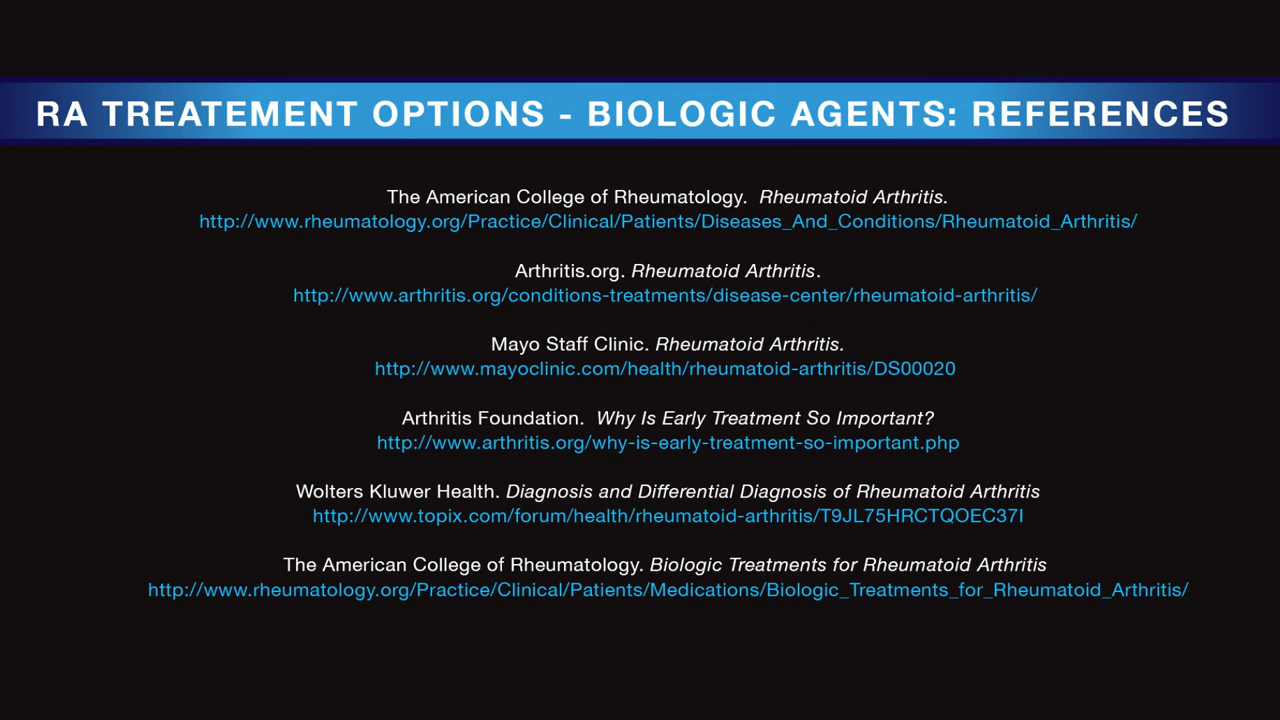 RA TREATEMENT OPTIONS - BIOLOGIC AGENTS: REFERENCES
The American College of Rheumatology. Rheumatoid Arthritis.
http://www.rheumatology.org/Practice/Clinical/Patients/Diseases_And_Conditions/Rheumatoid_Arthritis/
Arthritis.org. Rheumatoid Arthritis.
http://www.arthritis.org/conditions-treatments/disease-center/rheumatoid-arthritis/
Mayo Staff Clinic. Rheumatoid Arthritis.
http://www.mayoclinic.com/health/rheumatoid-arthritis/DS00020
Arthritis Foundation. Why Is Early Treatment So Important?
http://www.arthritis.org/why-is-early-treatment-so-important.php
Wolters Kluwer Health. Diagnosis and Differential Diagnosis of Rheumatoid Arthritis
http://www.topix.com/forum/health/rheumatoid-arthritis/T9JL75HRCTQOEC37I
The American College of Rheumatology. Biologic Treatments for Rheumatoid Arthritis
http://www.rheumatology.org/Practice/Clinical/Patients/Medications/Biologic_Treatments_for_Rheumatoid_Arthritis/